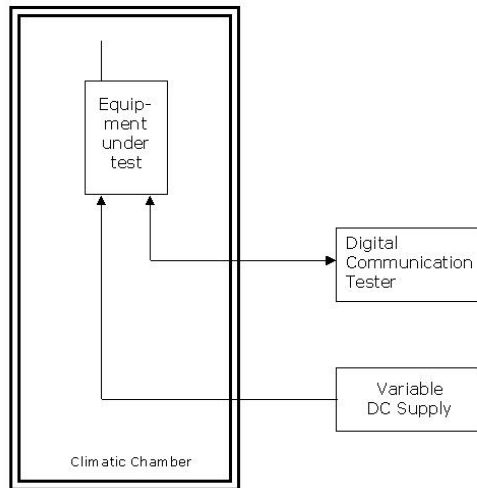 Equip-
ment
under
test
Digital
Communication
Tester
Variable
DC Supply
Climatic Chamber